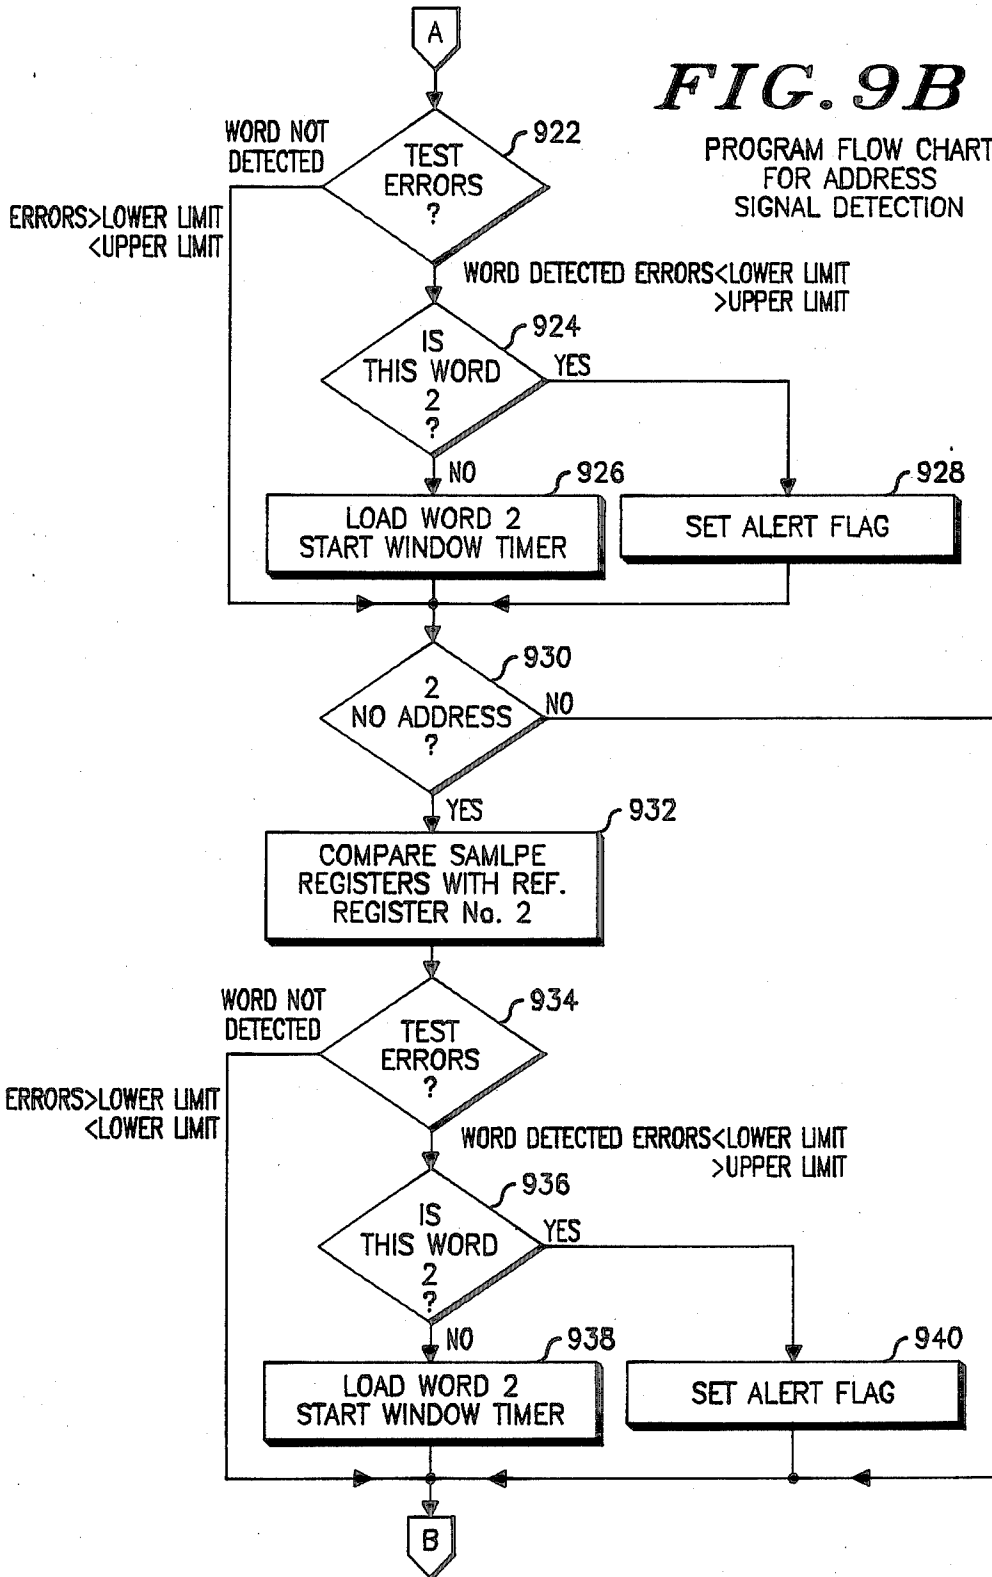 A
FIG. 9B
PROGRAM FLOW CHART
FOR ADDRESS
SIGNAL DETECTION
922
WORD NOT
DETECTED
TEST
ERRORS
?
ERRORS>LOWER LIMIT
<UPPER LIMIT
WORD DETECTED ERRORS<LOWER LIMIT
>UPPER LIMIT
924
IS
THIS WORD
2
?
YES
NO
926
LOAD WORD 2
START WINDOW TIMER
928
SET ALERT FLAG
930
2
NO ADDRESS
?
NO
YES
932
COMPARE SAMLPE
REGISTERS WITH REF.
REGISTER No. 2
934
WORD NOT
DETECTED
TEST
ERRORS
?
ERRORS>LOWER LIMIT
<LOWER LIMIT
WORD DETECTED ERRORS<LOWER LIMIT
>UPPER LIMIT
936
IS
THIS WORD
2
?
YES
NO
938
LOAD WORD 2
START WINDOW TIMER
940
SET ALERT FLAG
B